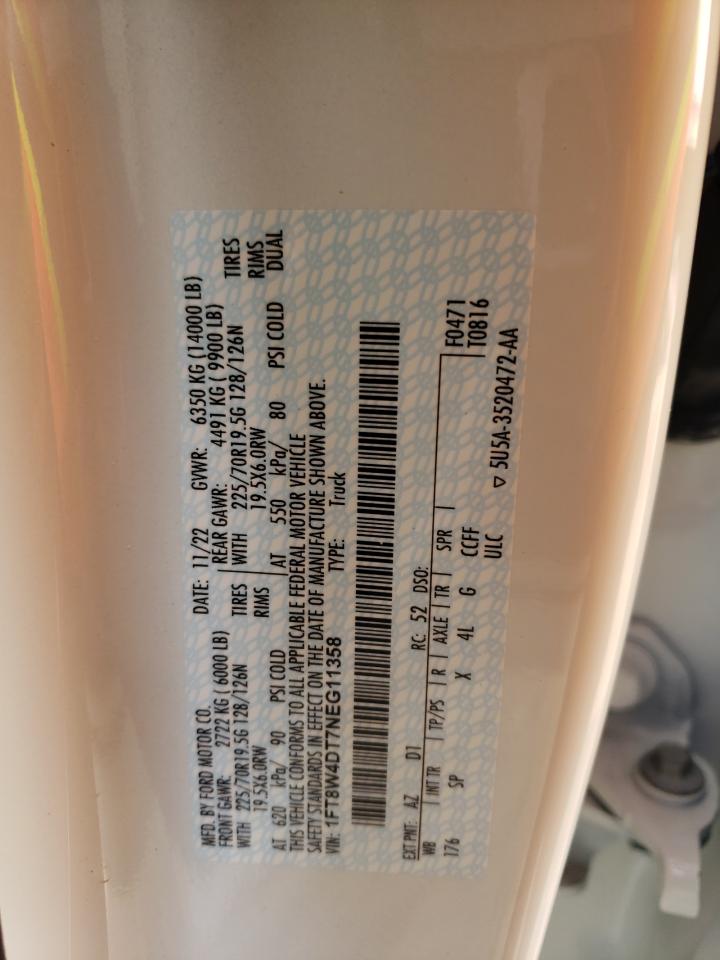 MFD. BY FORD MOTOR CO.
DATE: 11/22 GVWR: 6350 KG (14000 LB)
FRONT GAWR: 2722 KG ( 6000 LB) REAR GAWR: 4491 KG ( 9900 LB)
WITH 225/70R19.5G 128/126N TIRES WITH 225/70R19.5G 128/126N TIRES
19.5X6.0RW RIMS 19.5X6.0RW RIMS
AT 620 kPa/ 90 PSI COLD AT 550 kPa/ 80 PSI COLD DUAL
THIS VEHICLE CONFORMS TO ALL APPLICABLE FEDERAL MOTOR VEHICLE
SAFETY STANDARDS IN EFFECT ON THE DATE OF MANUFACTURE SHOWN ABOVE.
VIN: 1FT8W4DT7NEG11358 TYPE: Truck
EXT PNT: AZ D1 RC: 52 DSO:
WB INT TR TP/PS R AXLE TR SPR F0471
176 SP X 4L G CCFF T0816
ULC
▽ 5U5A-3520472-AA